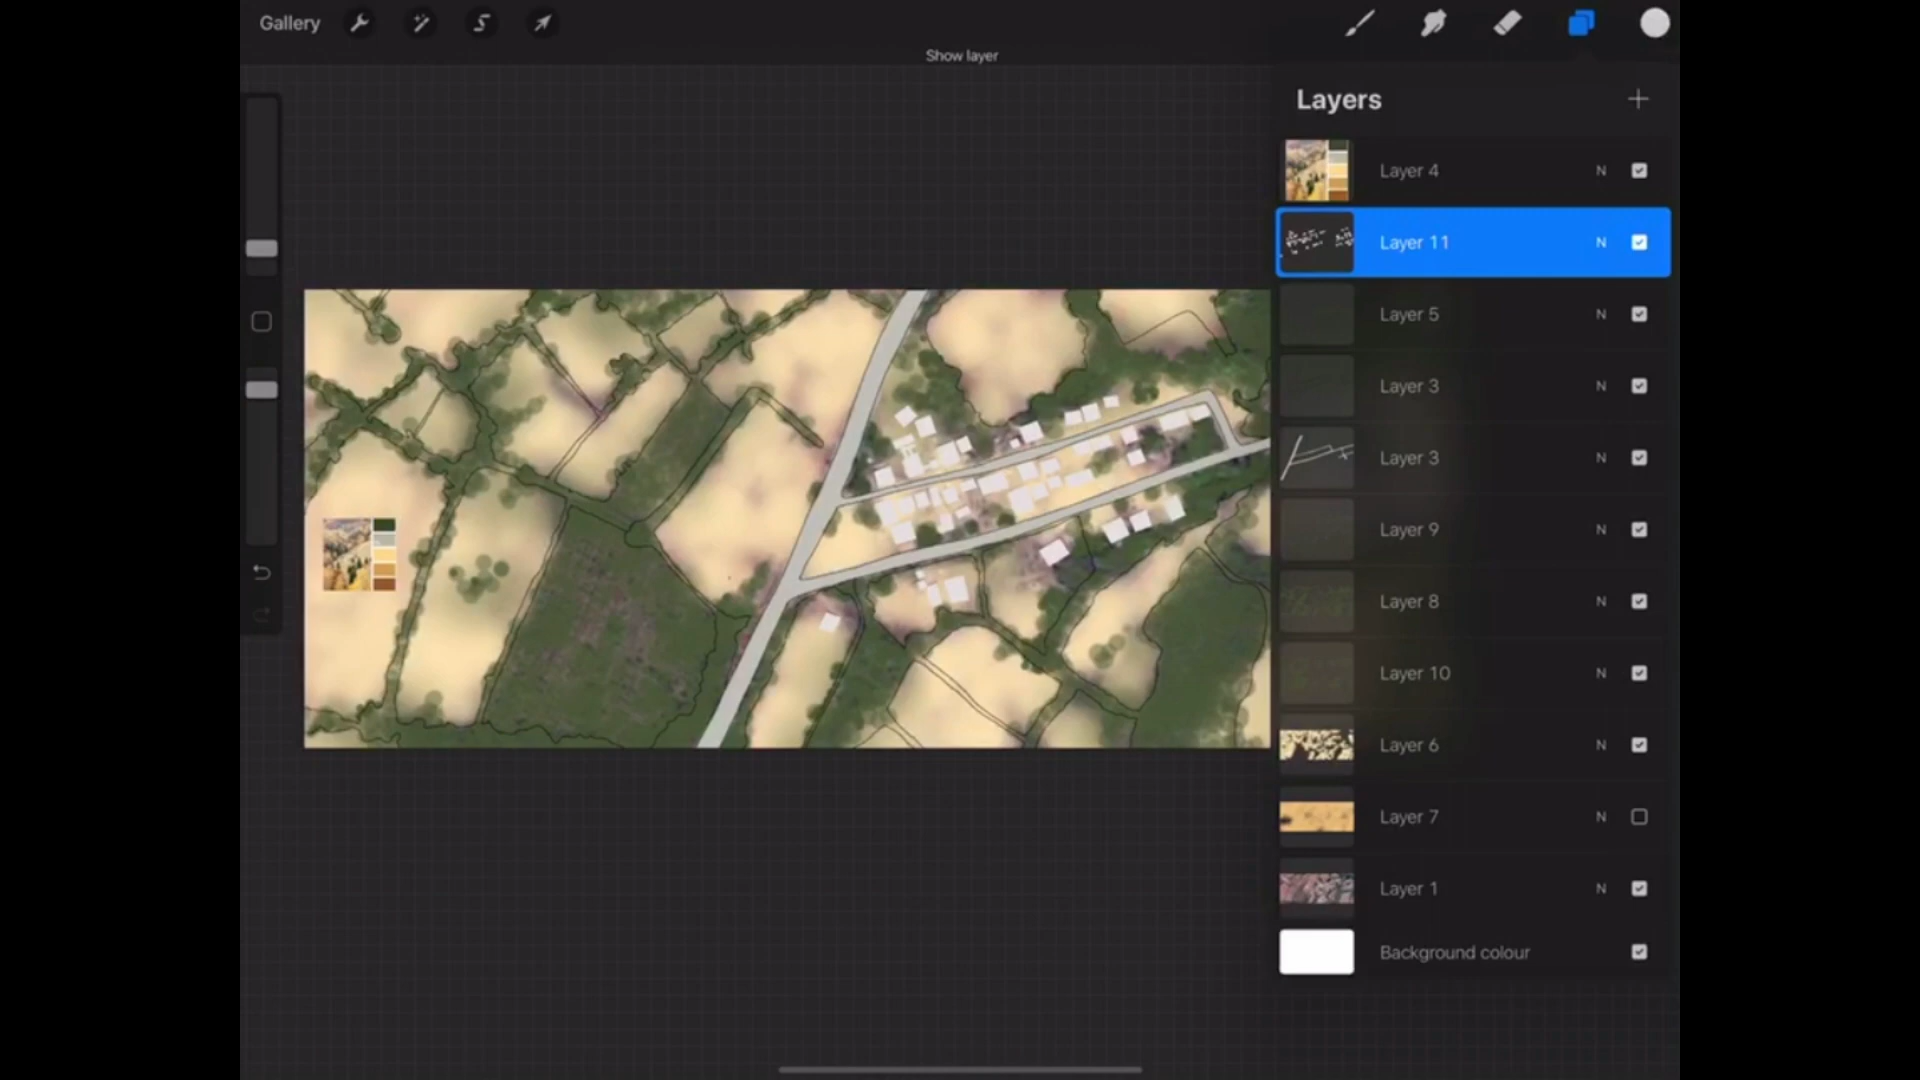 Gallery
Show layer
Layers
Layer 4 N
Layer 11 N
Layer 5 N
Layer 3 N
Layer 3 N
Layer 9 N
Layer 8 N
Layer 10 N
Layer 6 N
Layer 7 N
Layer 1 N
Background colour